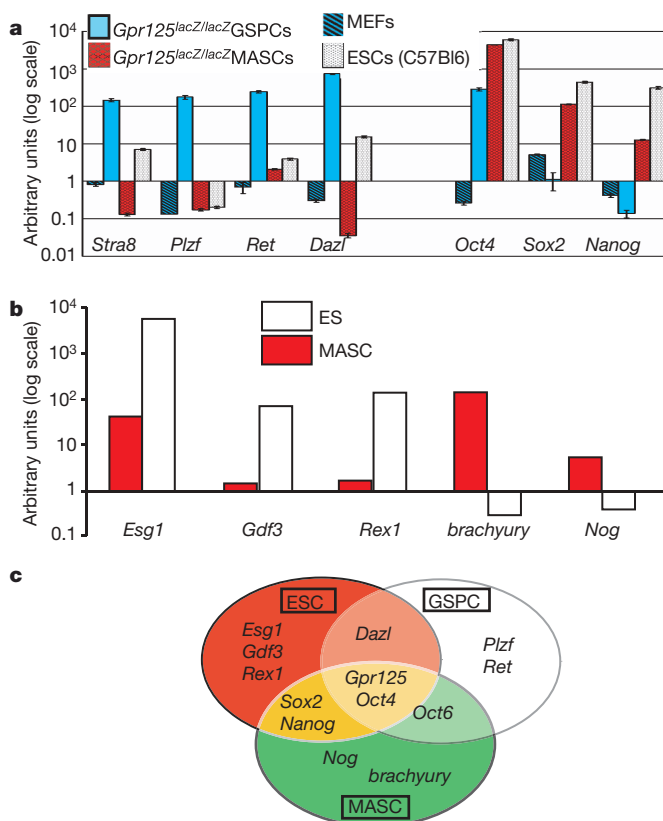 a
Gpr125lacZ/lacZGSPCs
MEFs
Gpr125lacZ/lacZMASCs
ESCs (C57Bl6)
Arbitrary units (log scale)
10⁴
10³
10²
10
1
0.1
0.01
Stra8 Plzf Ret Dazl Oct4 Sox2 Nanog
b
ES
MASC
Arbitrary units (log scale)
10⁴
10³
10²
10
1
0.1
Esg1 Gdf3 Rex1 brachyury Nog
c
ESC
GSPC
Esg1
Gdf3
Rex1
Dazl
Plzf
Ret
Gpr125
Oct4
Sox2
Nanog
Oct6
Nog
brachyury
MASC